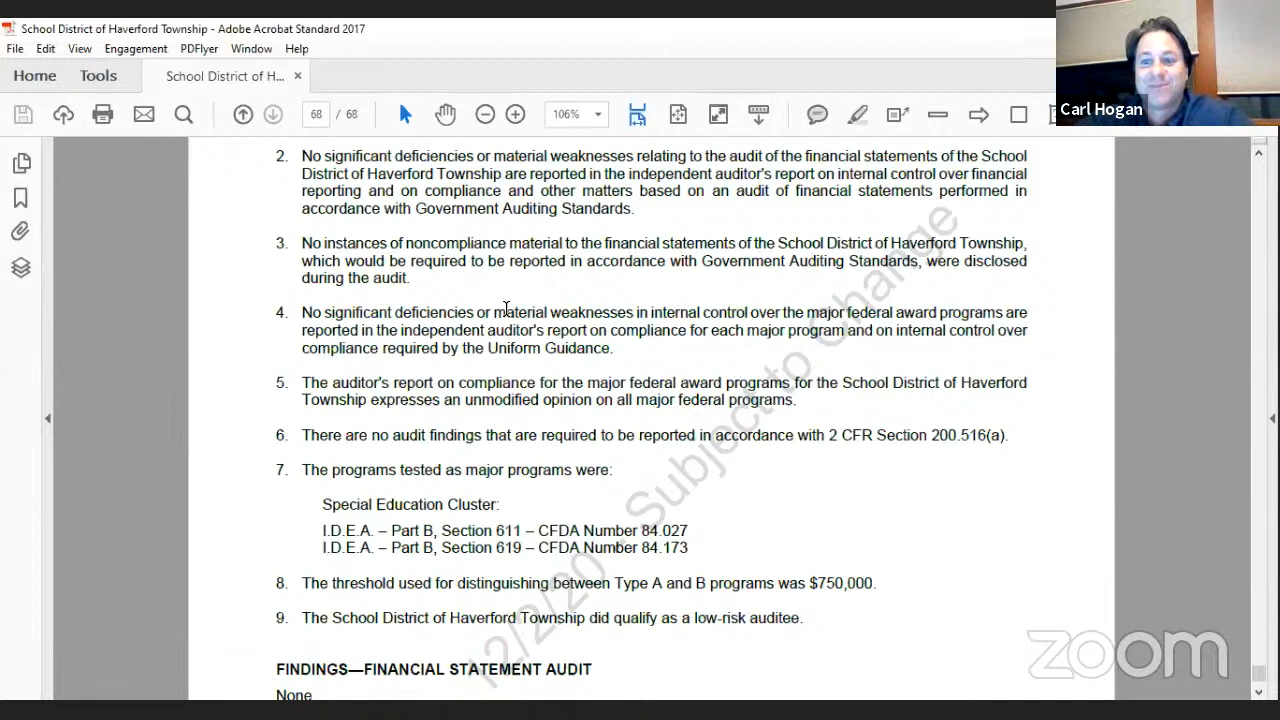 School District of Haverford Township - Adobe Acrobat Standard 2017
File Edit View Engagement PDFlyer Window Help
Home Tools School District of H... ×
68 / 68 106%
Carl Hogan
2. No significant deficiencies or material weaknesses relating to the audit of the financial statements of the School
District of Haverford Township are reported in the independent auditor's report on internal control over financial
reporting and on compliance and other matters based on an audit of financial statements performed in
accordance with Government Auditing Standards.
3. No instances of noncompliance material to the financial statements of the School District of Haverford Township,
which would be required to be reported in accordance with Government Auditing Standards, were disclosed
during the audit.
4. No significant deficiencies or material weaknesses in internal control over the major federal award programs are
reported in the independent auditor's report on compliance for each major program and on internal control over
compliance required by the Uniform Guidance.
5. The auditor's report on compliance for the major federal award programs for the School District of Haverford
Township expresses an unmodified opinion on all major federal programs.
6. There are no audit findings that are required to be reported in accordance with 2 CFR Section 200.516(a).
7. The programs tested as major programs were:
Special Education Cluster:
I.D.E.A. – Part B, Section 611 – CFDA Number 84.027
I.D.E.A. – Part B, Section 619 – CFDA Number 84.173
8. The threshold used for distinguishing between Type A and B programs was $750,000.
9. The School District of Haverford Township did qualify as a low-risk auditee.
FINDINGS—FINANCIAL STATEMENT AUDIT
None
12/2/20 - Subject to Change
zoom